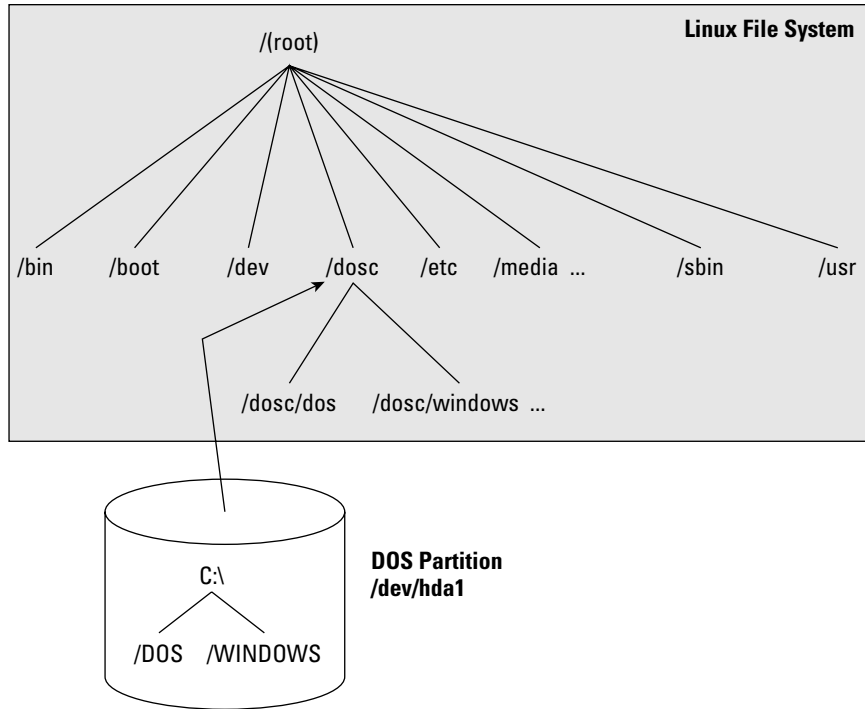 Linux File System
/(root)
/bin /boot /dev /dosc /etc /media ... /sbin /usr
/dosc/dos /dosc/windows ...
DOS Partition
/dev/hda1
C:\
/DOS /WINDOWS